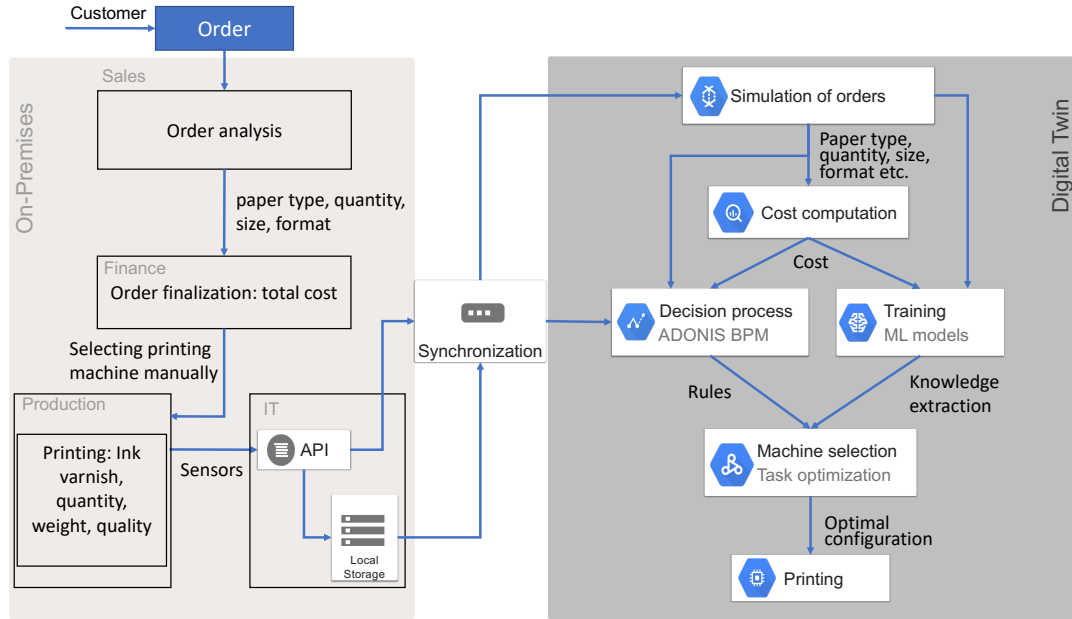 Customer
Order
On-Premises
Sales
Order analysis
paper type, quantity,
size, format
Finance
Order finalization: total cost
Selecting printing
machine manually
Production
Printing: Ink
varnish,
quantity,
weight, quality
Sensors
IT
API
Local
Storage
Synchronization
Digital Twin
Simulation of orders
Paper type,
quantity, size,
format etc.
Cost computation
Cost
Decision process
ADONIS BPM
Training
ML models
Rules
Knowledge
extraction
Machine selection
Task optimization
Optimal
configuration
Printing